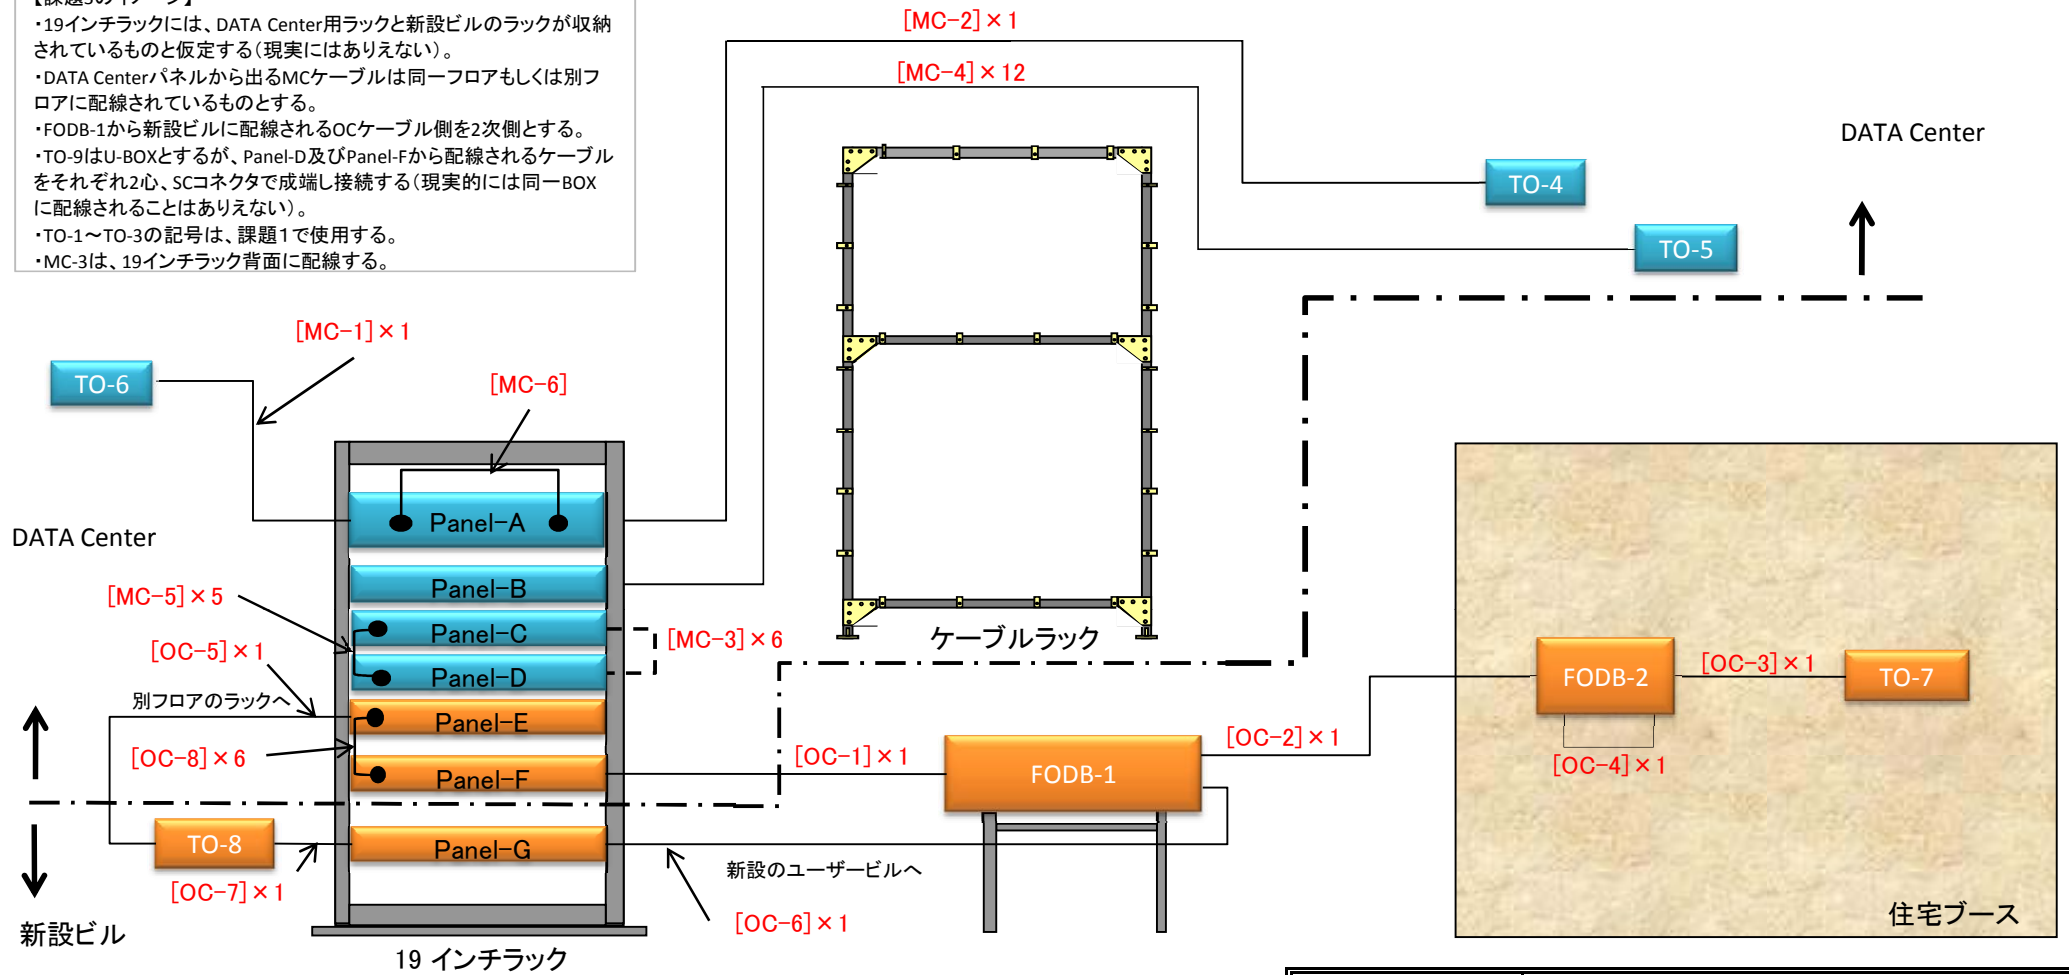 【課題3のイメージ】
・19インチラックには、DATA Center用ラックと新設ビルのラックが収納
されているものと仮定する(現実にはありえない)。
・DATA Centerパネルから出るMCケーブルは同一フロアもしくは別フ
ロアに配線されているものとする。
・FODB-1から新設ビルに配線されるOCケーブル側を2次側とする。
・TO-9はU-BOXとするが、Panel-D及びPanel-Fから配線されるケーブル
をそれぞれ2心、SCコネクタで成端し接続する(現実的には同一BOX
に配線されることはありえない)。
・TO-1～TO-3の記号は、課題1で使用する。
・MC-3は、19インチラック背面に配線する。
[MC-2]×1
[MC-4]×12
DATA Center
TO-4
TO-5
[MC-1]×1
TO-6
[MC-6]
Panel-A
DATA Center
Panel-B
[MC-5]×5
Panel-C
[MC-3]×6
ケーブルラック
[OC-5]×1
Panel-D
別フロアのラックへ
Panel-E
[OC-8]×6
Panel-F
[OC-1]×1
FODB-1
[OC-2]×1
FODB-2
[OC-3]×1
TO-7
[OC-4]×1
TO-8
Panel-G
[OC-7]×1
新設のユーザービルへ
[OC-6]×1
新設ビル
19 インチラック
住宅ブース